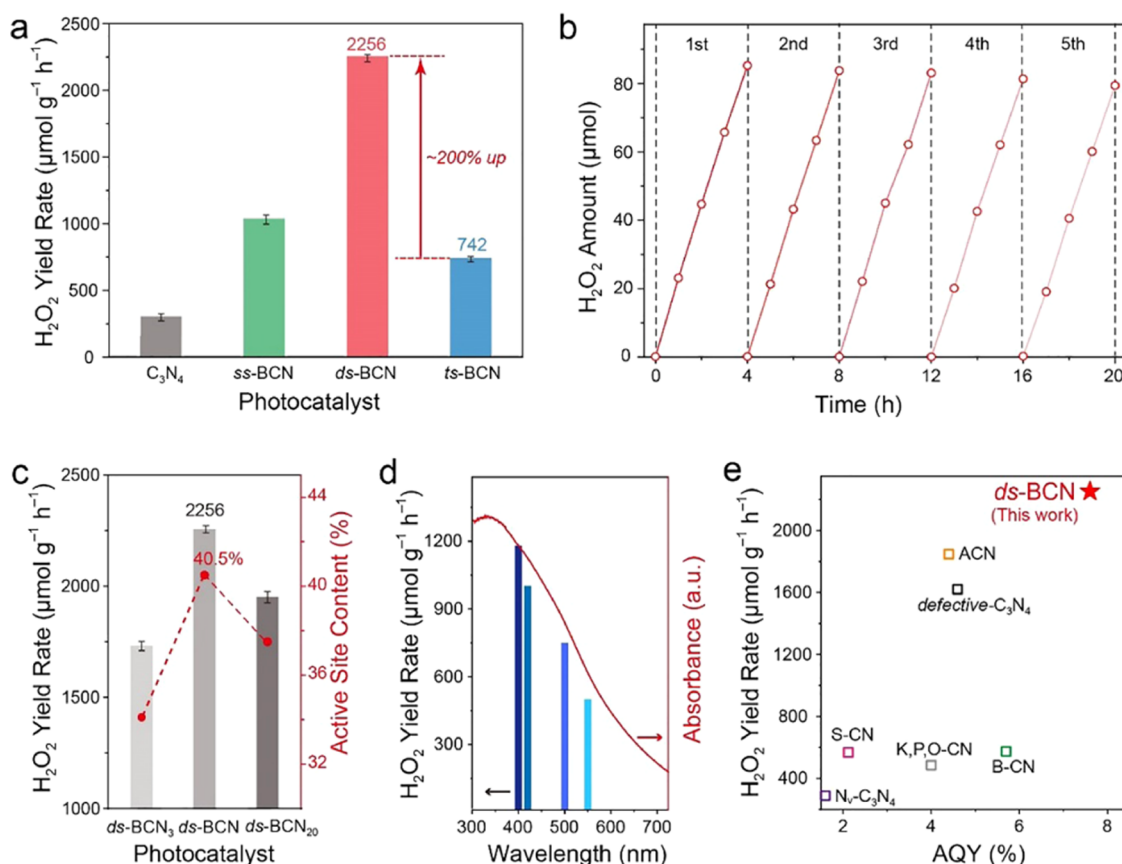 a
H₂O₂ Yield Rate (μmol g⁻¹ h⁻¹)
2500
2000
1500
1000
500
0
2256
~200% up
742
C₃N₄ ss-BCN ds-BCN ts-BCN
Photocatalyst
b
H₂O₂ Amount (μmol)
80
60
40
20
0
1st 2nd 3rd 4th 5th
0 4 8 12 16 20
Time (h)
c
H₂O₂ Yield Rate (μmol g⁻¹ h⁻¹)
2500
2000
1500
1000
2256
40.5%
44
40
36
32
Active Site Content (%)
ds-BCN₃ ds-BCN ds-BCN₂₀
Photocatalyst
d
H₂O₂ Yield Rate (μmol g⁻¹ h⁻¹)
1200
900
600
300
Absorbance (a.u.)
300 400 500 600 700
Wavelength (nm)
e
H₂O₂ Yield Rate (μmol g⁻¹ h⁻¹)
2000
1600
1200
800
400
ds-BCN
(This work)
ACN
defective-C₃N₄
S-CN
K,P,O-CN
B-CN
Nᵥ-C₃N₄
2 4 6 8
AQY (%)